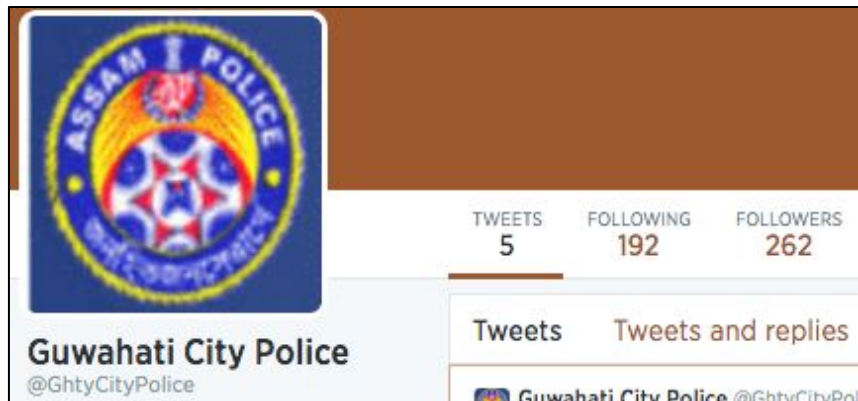 ASSAM POLICE
TWEETS FOLLOWING FOLLOWERS
5 192 262
Guwahati City Police
@GhtyCityPolice
Tweets Tweets and replies
Guwahati City Police @GhtyCityPol